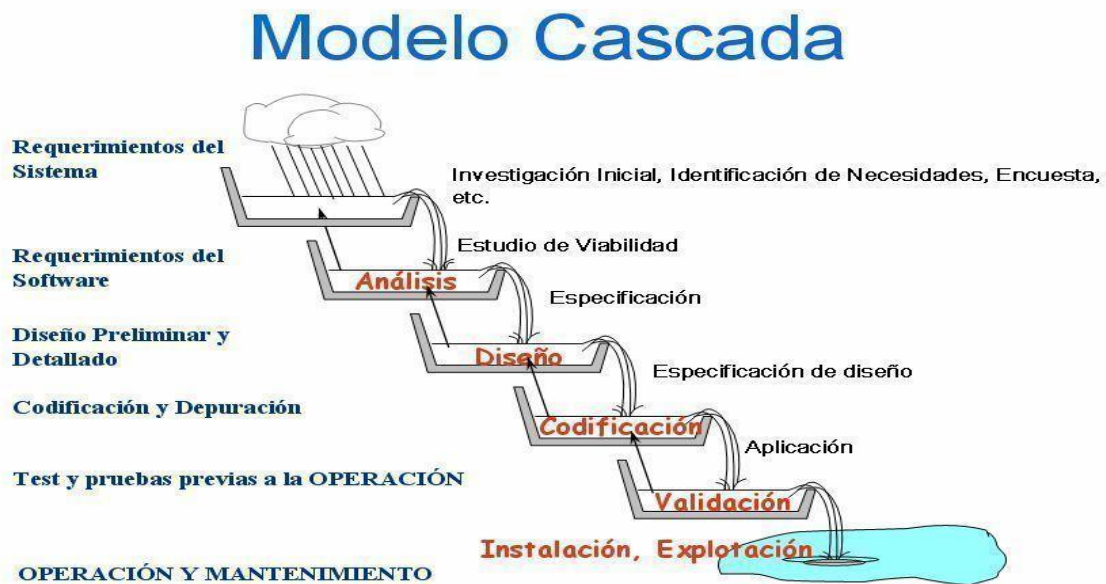 Modelo Cascada
Requerimientos del
Sistema
Investigación Inicial, Identificación de Necesidades, Encuesta,
etc.
Estudio de Viabilidad
Requerimientos del
Software
Análisis
Especificación
Diseño Preliminar y
Detallado
Diseño
Especificación de diseño
Codificación y Depuración
Codificación
Aplicación
Test y pruebas previas a la OPERACIÓN
Validación
Instalación, Explotación
OPERACIÓN Y MANTENIMIENTO